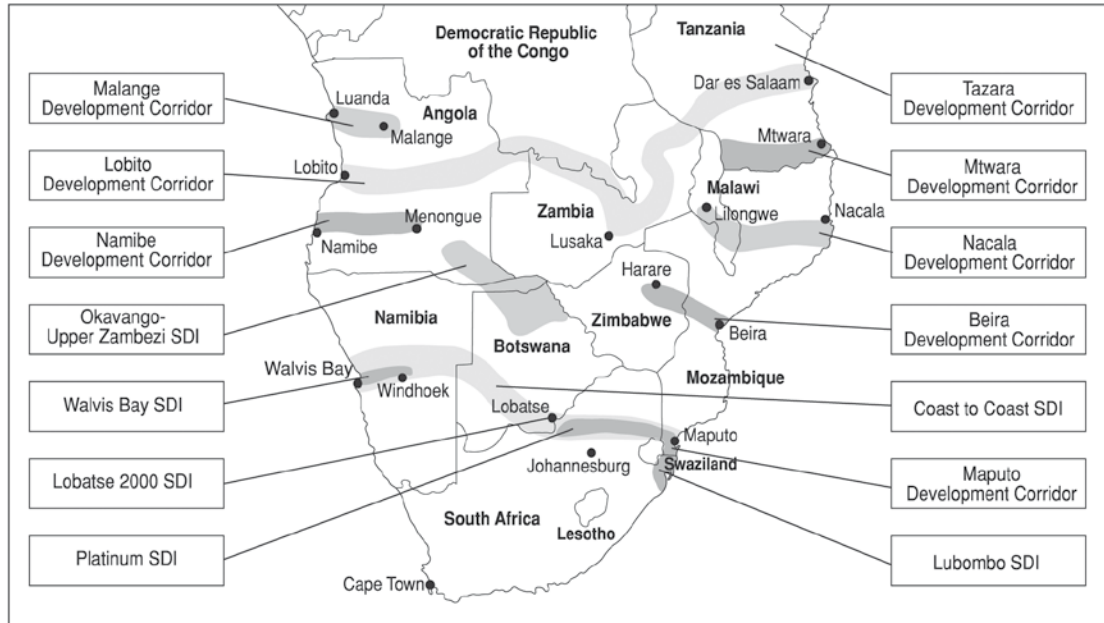 Malange
Development Corridor
Lobito
Development Corridor
Namibe
Development Corridor
Okavango-
Upper Zambezi SDI
Walvis Bay SDI
Lobatse 2000 SDI
Platinum SDI
Democratic Republic
of the Congo
Tanzania
Dar es Salaam
Luanda
Angola
Malange
Mtwara
Lobito
Malawi
Lilongwe
Nacala
Zambia
Menongue
Lusaka
Namibe
Harare
Namibia
Zimbabwe
Beira
Botswana
Walvis Bay
Windhoek
Mozambique
Lobatse
Maputo
Johannesburg
Swaziland
South Africa
Lesotho
Cape Town
Tazara
Development Corridor
Mtwara
Development Corridor
Nacala
Development Corridor
Beira
Development Corridor
Coast to Coast SDI
Maputo
Development Corridor
Lubombo SDI